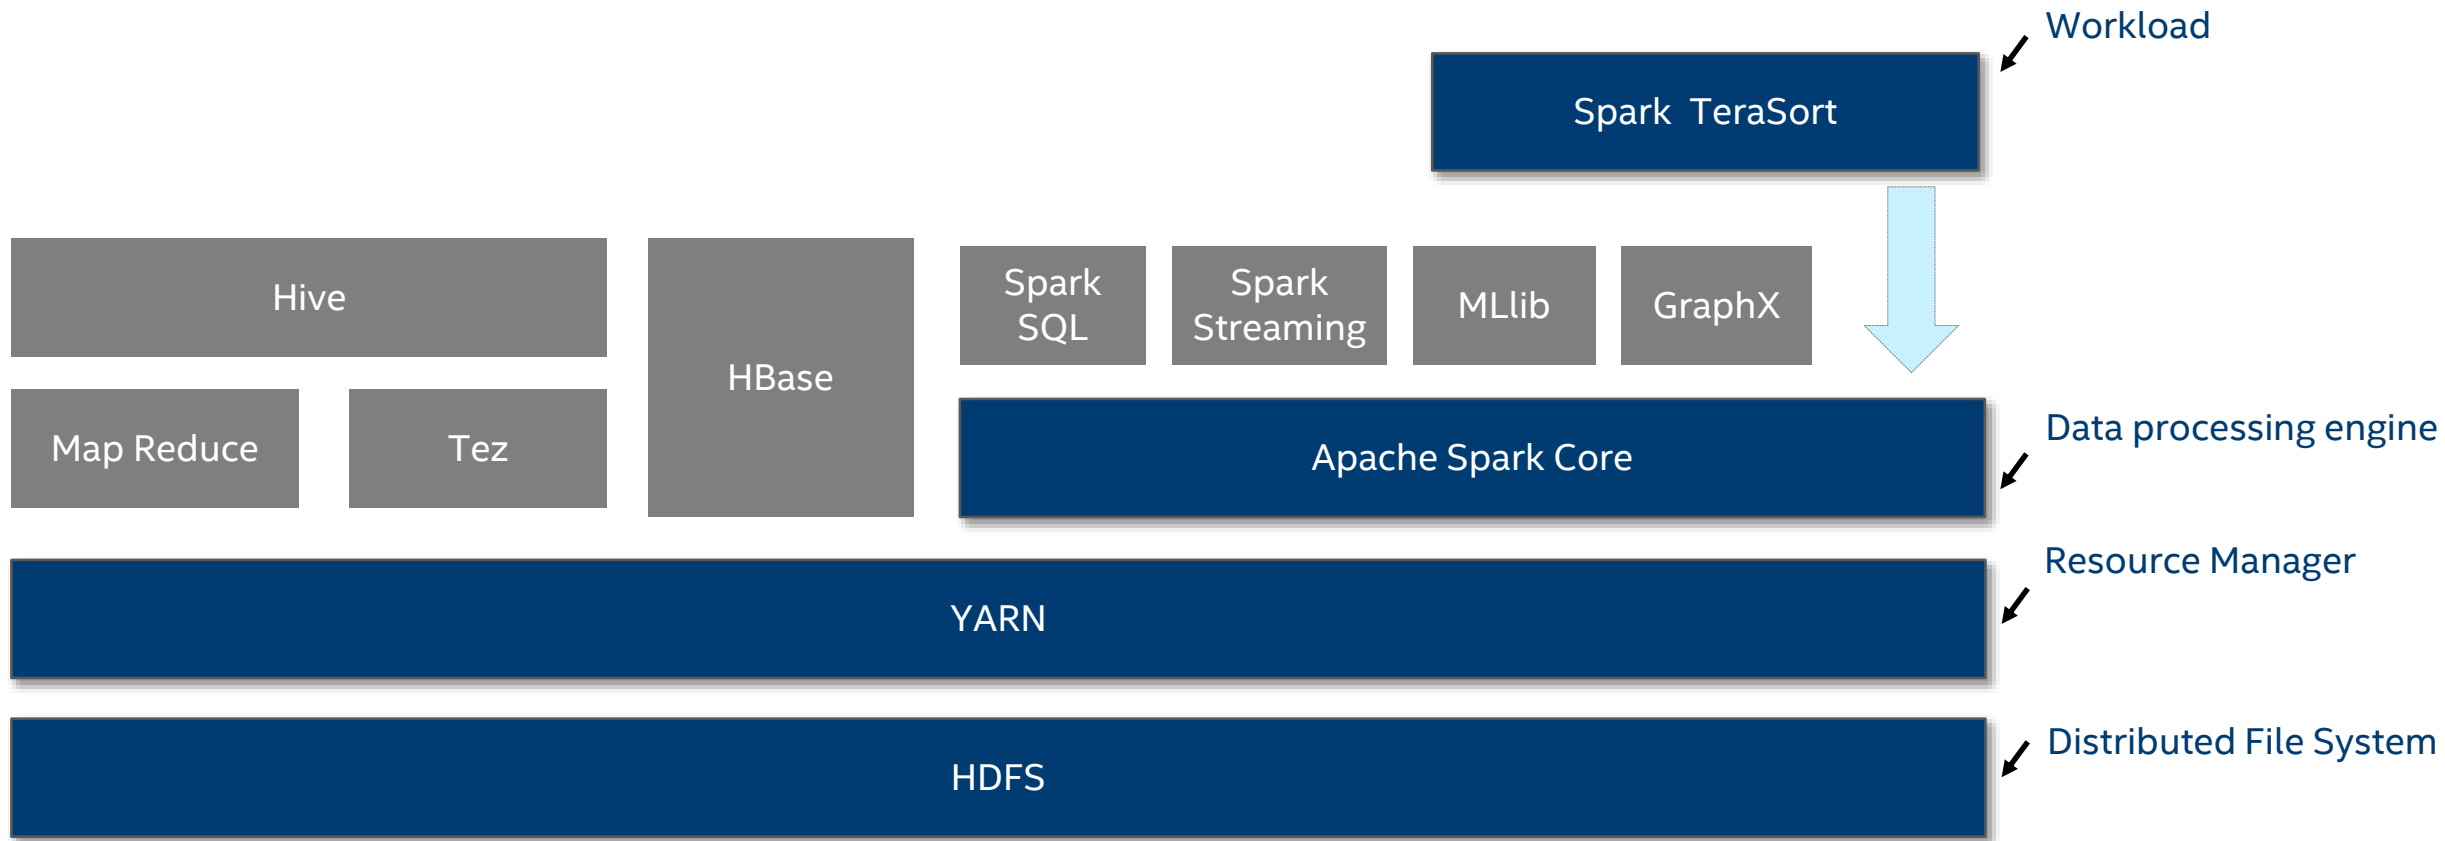 Workload
Spark TeraSort
Hive
HBase
Spark
SQL
Spark
Streaming
MLlib
GraphX
Map Reduce
Tez
Apache Spark Core
Data processing engine
YARN
Resource Manager
HDFS
Distributed File System